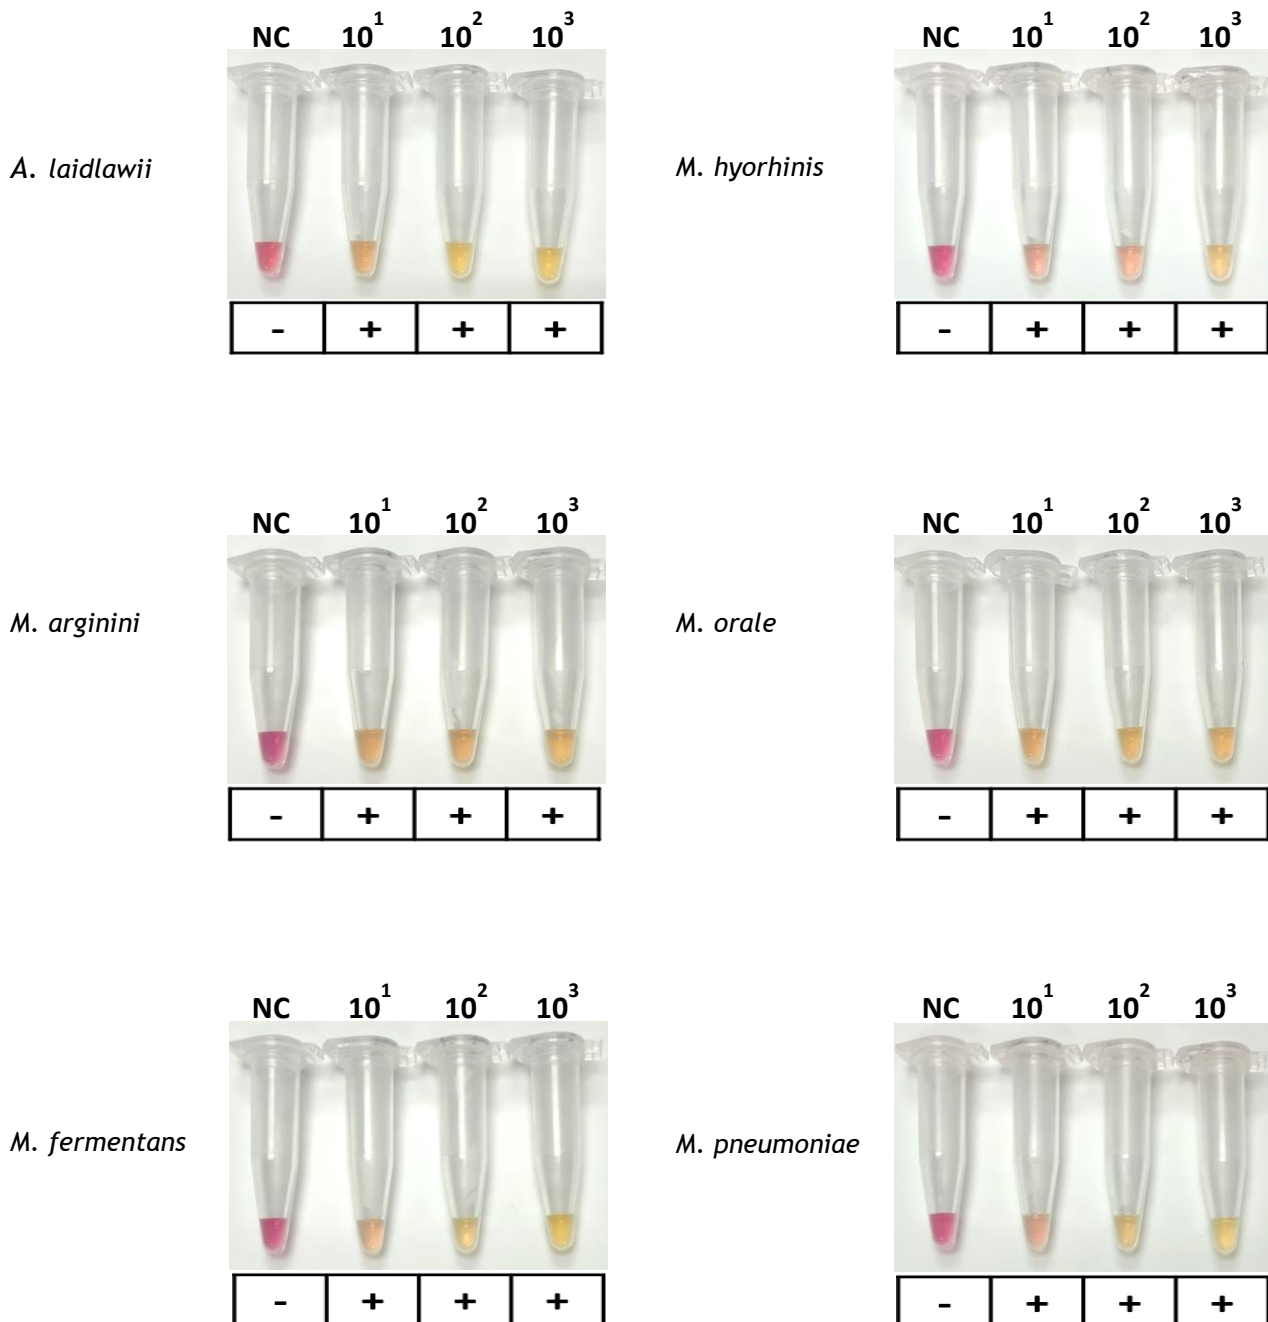 NC 10¹ 10² 10³ NC 10¹ 10² 10³
A. laidlawii M. hyorhinis
- + + + - + + +
NC 10¹ 10² 10³ NC 10¹ 10² 10³
M. arginini M. orale
- + + + - + + +
NC 10¹ 10² 10³ NC 10¹ 10² 10³
M. fermentans M. pneumoniae
- + + + - + + +